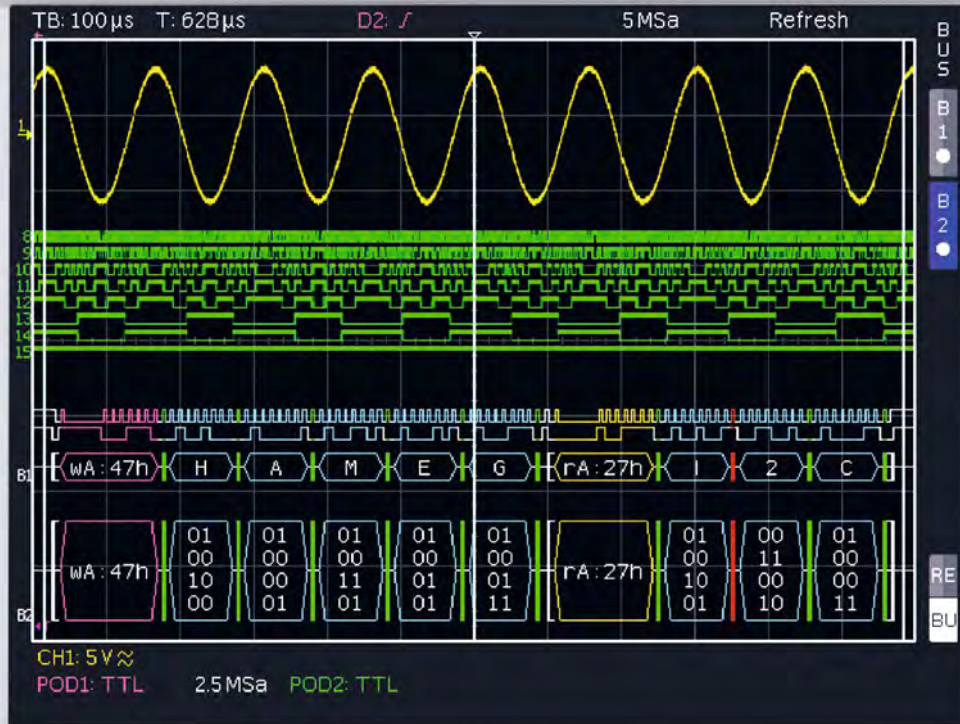 TB: 100µs T: 628µs D2: 5MSa Refresh
BUS
B1
B2
1
8
9
10
11
12
13
14
15
B1 wA:47h H A M E G rA:27h I 2 C
B2 wA:47h 01 01 01 01 01 rA:27h 01 00 01
00 00 00 00 00 00 11 00
10 00 11 01 01 10 00 00
00 01 01 01 11 01 10 11
RE
BU
CH1: 5V
POD1: TTL 2.5MSa POD2: TTL